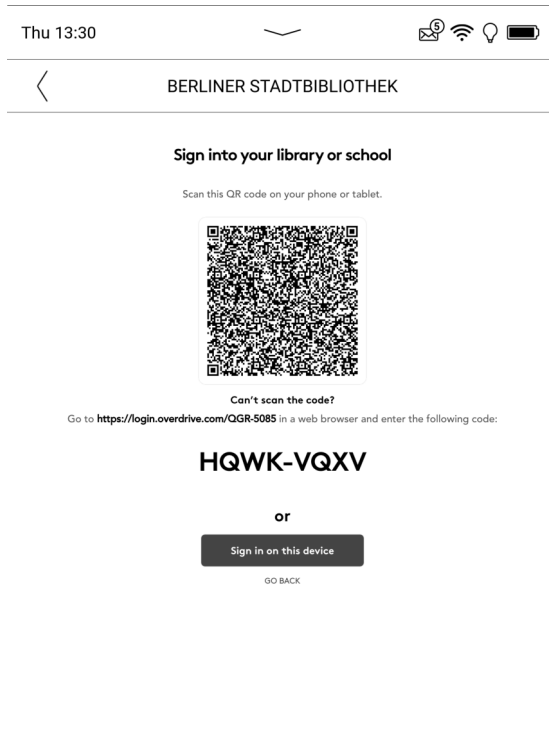 Thu 13:30
5
BERLINER STADTBIBLIOTHEK
Sign into your library or school
Scan this QR code on your phone or tablet.
Can't scan the code?
Go to https://login.overdrive.com/QGR-5085 in a web browser and enter the following code:
HQWK-VQXV
or
Sign in on this device
GO BACK